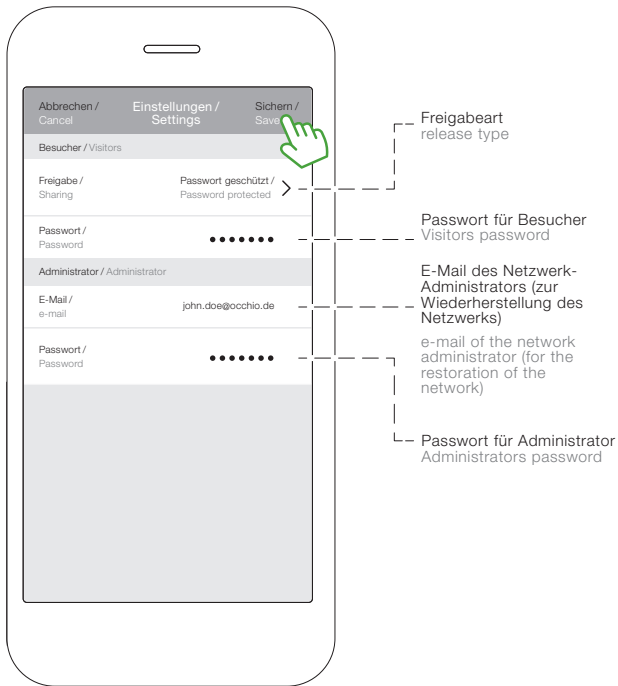 Abbrechen / Einstellungen / Sichern /
Cancel Settings Save
Besucher / Visitors
Freigabe / Passwort geschützt /
Sharing Password protected
Passwort /
Password •••••••
Administrator / Administrator
E-Mail /
e-mail john.doe@occhio.de
Passwort /
Password •••••••
Freigabeart
release type
Passwort für Besucher
Visitors password
E-Mail des Netzwerk-
Administrators (zur
Wiederherstellung des
Netzwerks)
e-mail of the network
administrator (for the
restoration of the
network)
Passwort für Administrator
Administrators password